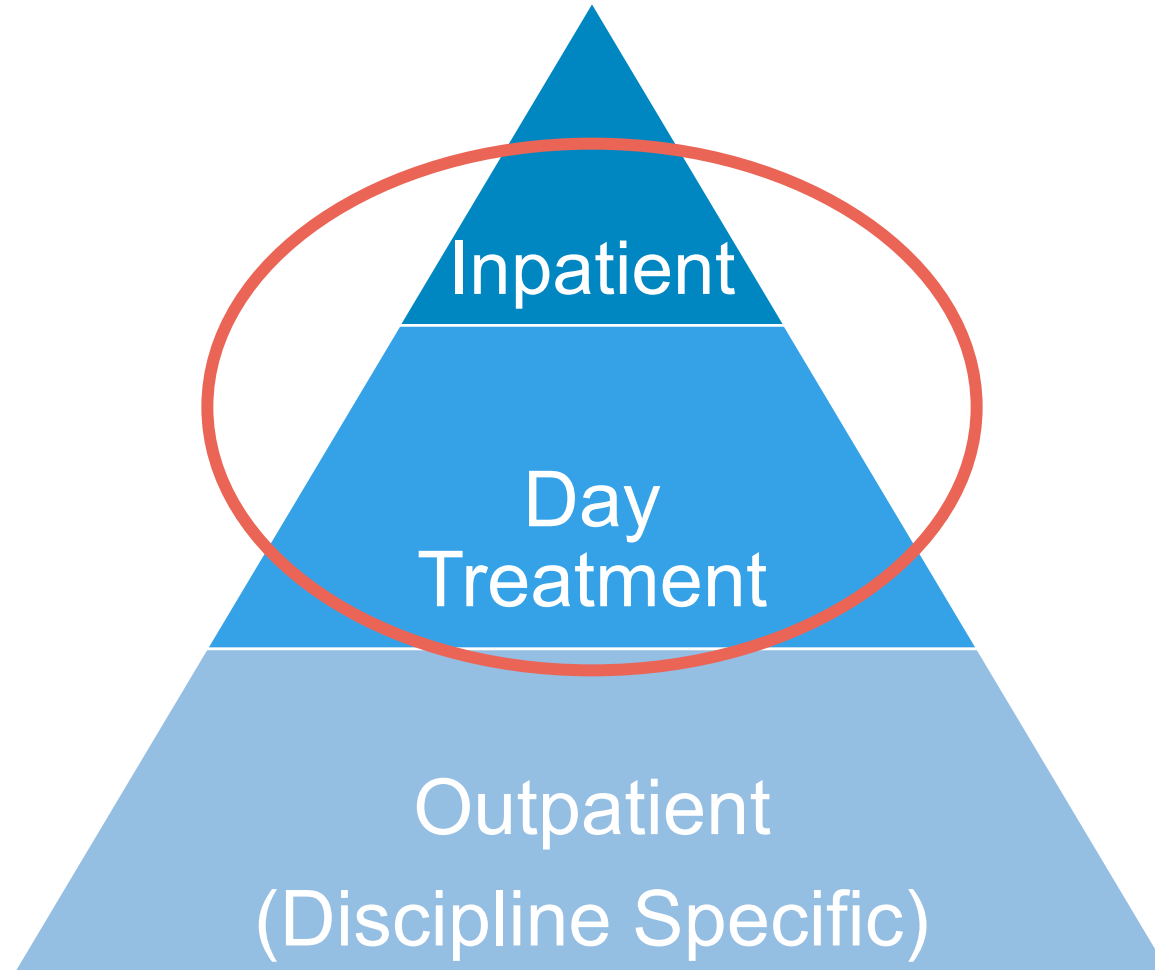 Inpatient
Day
Treatment
Outpatient
(Discipline Specific)